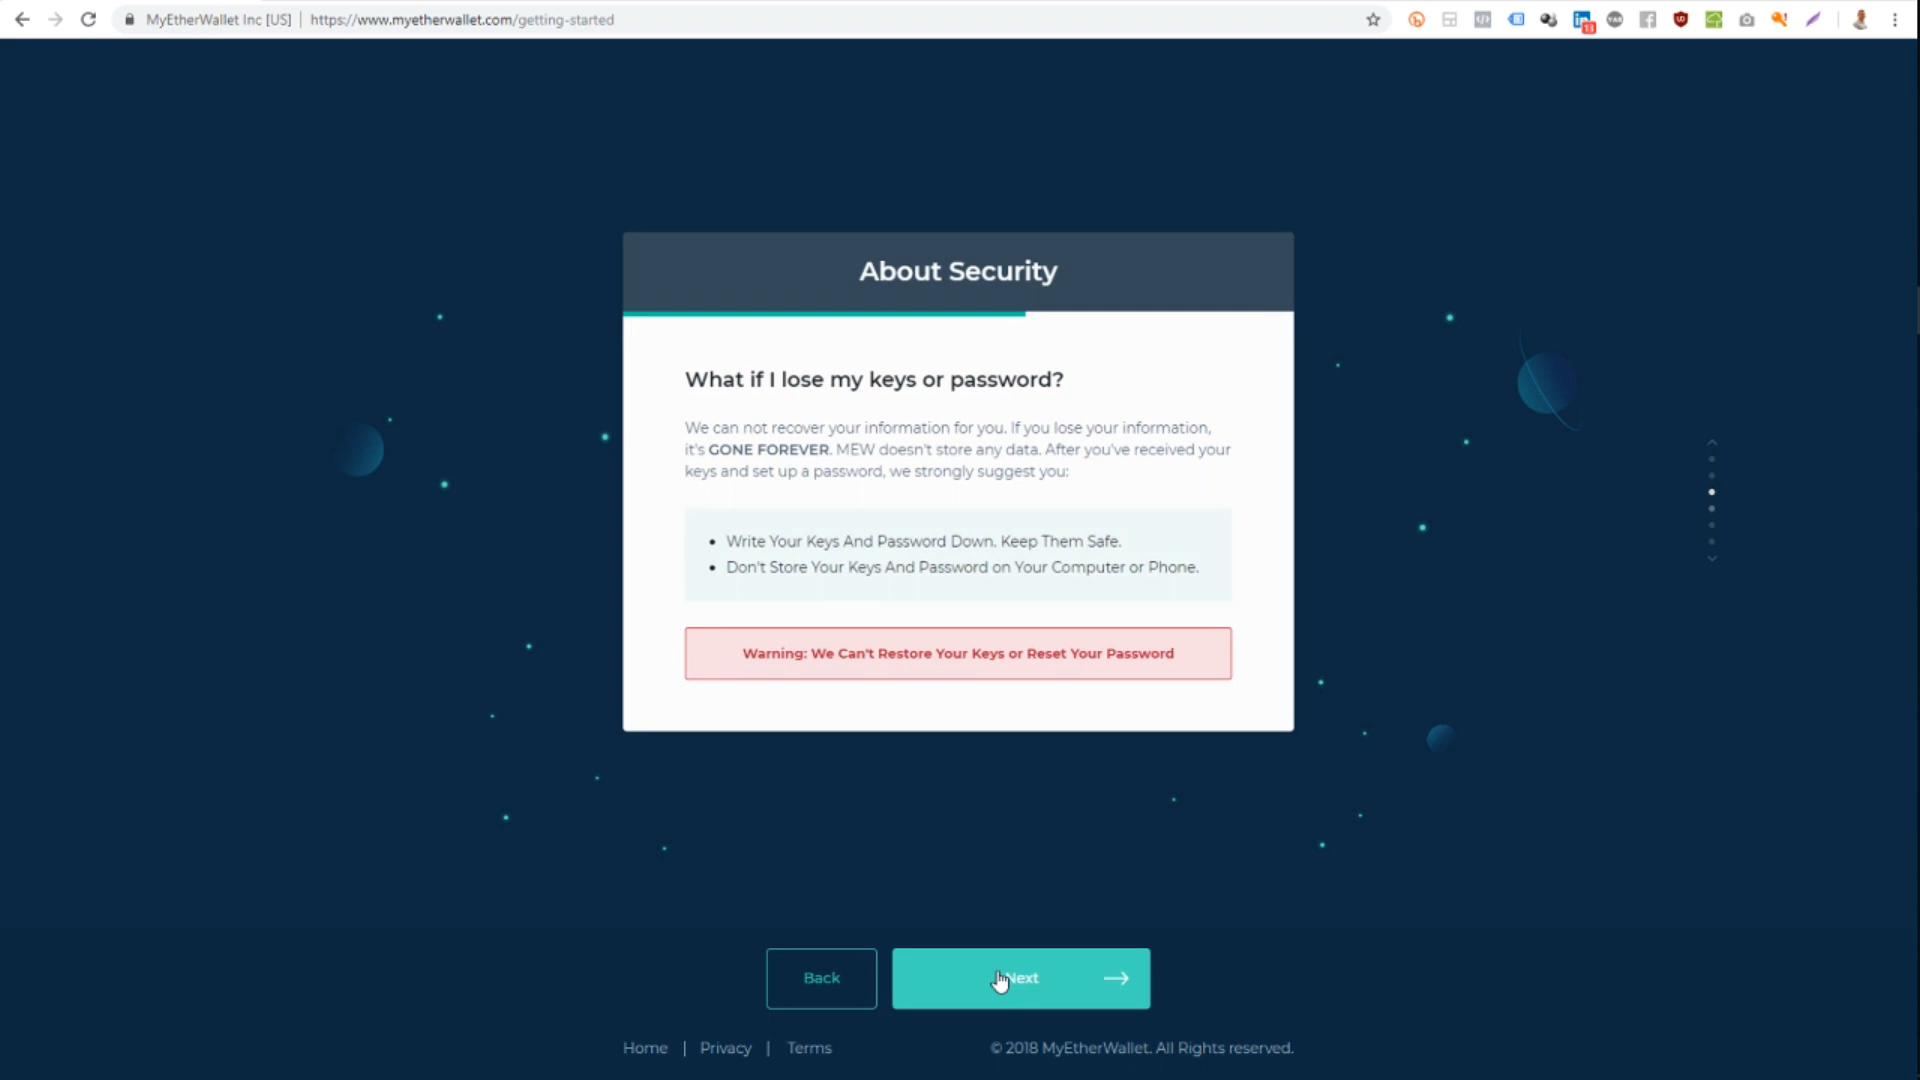 MyEtherWallet Inc [US] | https://www.myetherwallet.com/getting-started
13
About Security
What if I lose my keys or password?
We can not recover your information for you. If you lose your information,
it's GONE FOREVER. MEW doesn't store any data. After you've received your
keys and set up a password, we strongly suggest you:
• Write Your Keys And Password Down. Keep Them Safe.
• Don't Store Your Keys And Password on Your Computer or Phone.
Warning: We Can't Restore Your Keys or Reset Your Password
Back
Next
Home | Privacy | Terms
© 2018 MyEtherWallet. All Rights reserved.